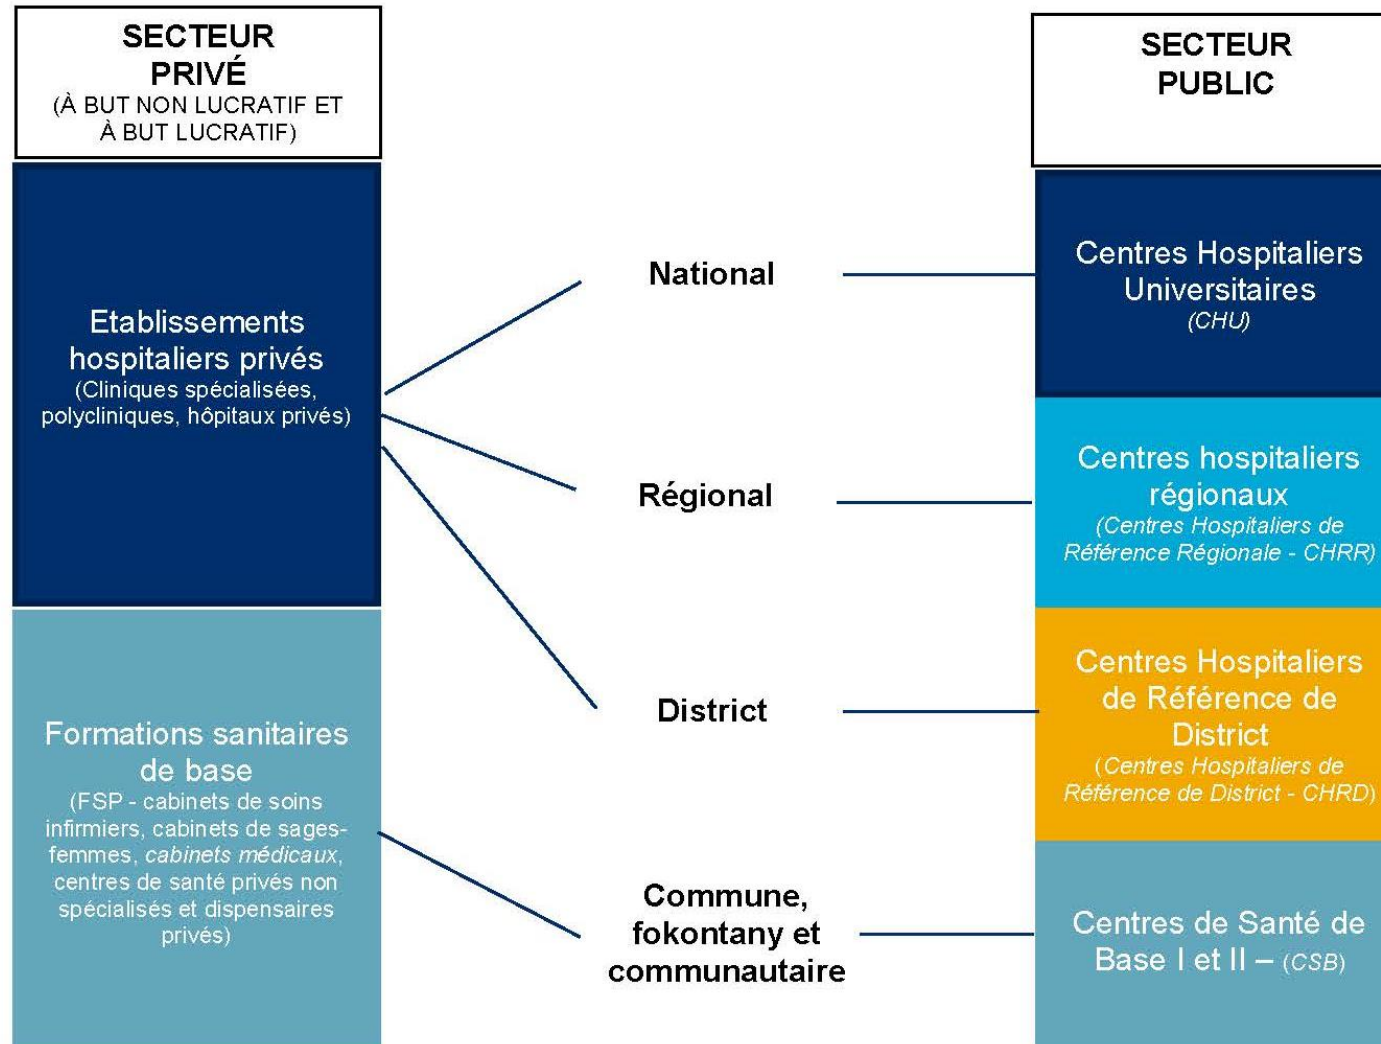 SECTEUR
PRIVÉ
(À BUT NON LUCRATIF ET
À BUT LUCRATIF)
Etablissements
hospitaliers privés
(Cliniques spécialisées,
polycliniques, hôpitaux privés)
Formations sanitaires
de base
(FSP - cabinets de soins
infirmiers, cabinets de sages-
femmes, cabinets médicaux,
centres de santé privés non
spécialisés et dispensaires
privés)
National
Régional
District
Commune,
fokontany et
communautaire
SECTEUR
PUBLIC
Centres Hospitaliers
Universitaires
(CHU)
Centres hospitaliers
régionaux
(Centres Hospitaliers de
Référence Régionale - CHRR)
Centres Hospitaliers
de Référence de
District
(Centres Hospitaliers de
Référence de District - CHRD)
Centres de Santé de
Base I et II – (CSB)